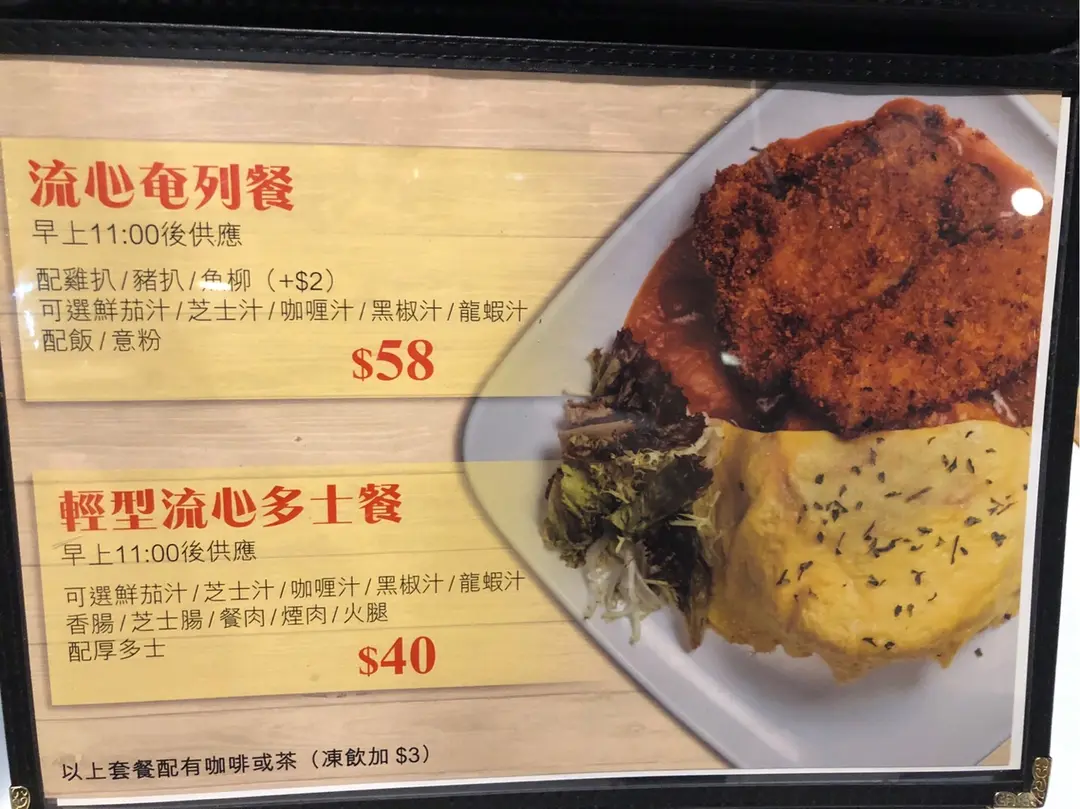 流心奄列餐
早上11:00後供應
配雞扒/豬扒/魚柳（+$2）
可選鮮茄汁/芝士汁/咖喱汁/黑椒汁/龍蝦汁
配飯/意粉
$58
輕型流心多士餐
早上11:00後供應
可選鮮茄汁/芝士汁/咖喱汁/黑椒汁/龍蝦汁
香腸/芝士腸/餐肉/煙肉/火腿
配厚多士
$40
以上套餐配有咖啡或茶（凍飲加 $3）